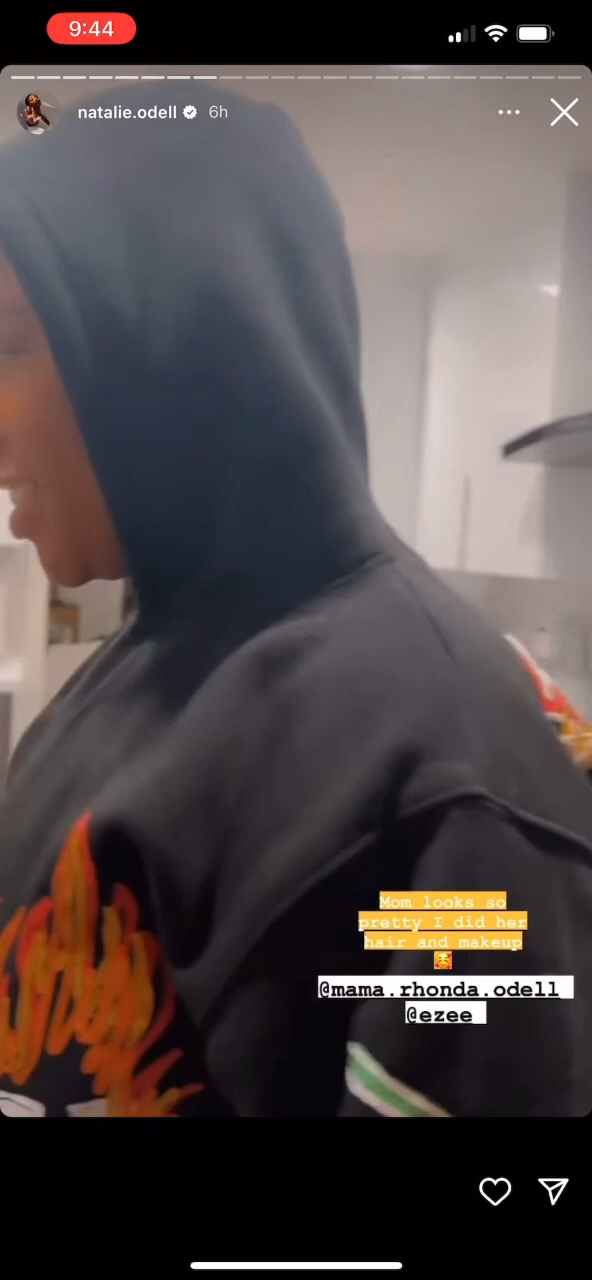 9:44
natalie.odell 6h
Mom looks so
pretty I did her
hair and makeup
🥰
@mama.rhonda.odell
@ezee